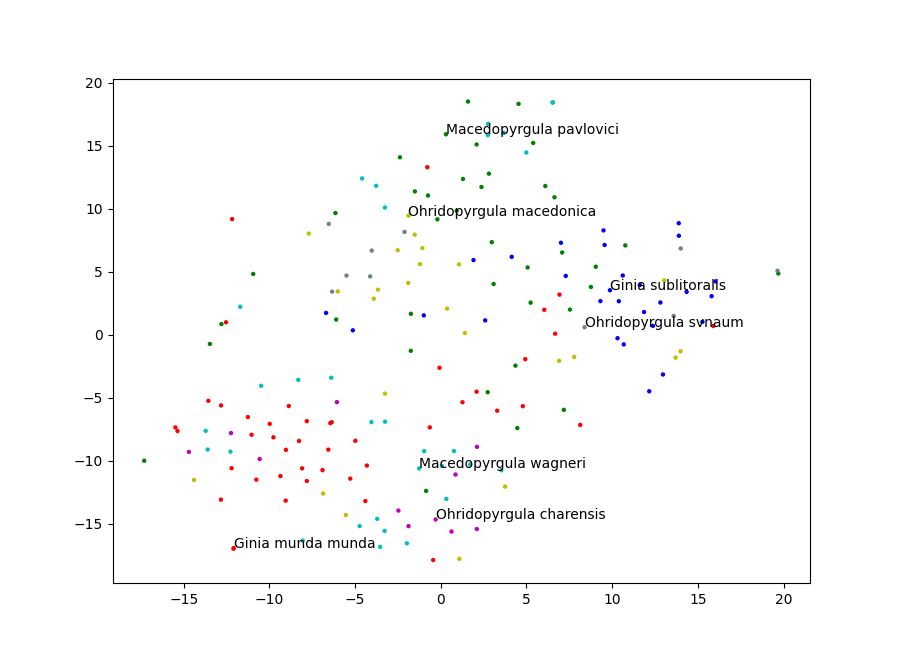 20
Macedopyrgula pavlovici
15
Ohridopyrgula macedonica
10
5
Ginia sublitoralis
Ohridopyrgula svnaum
0
−5
Macedopyrgula wagneri
−10
Ohridopyrgula charensis
−15
Ginia munda munda
−15 −10 −5 0 5 10 15 20